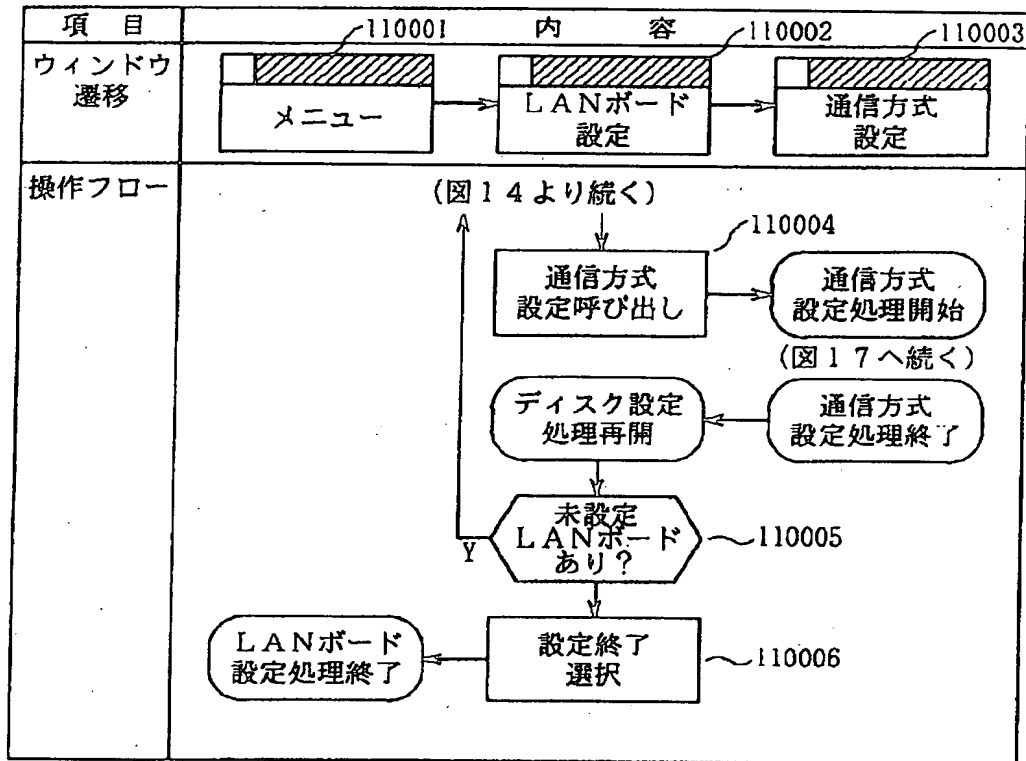 項 目
内 容
110001
110002
110003
ウィンドウ
遷移
メニュー
LANボード
設定
通信方式
設定
操作フロー
(図14より続く)
110004
通信方式
設定呼び出し
通信方式
設定処理開始
(図17へ続く)
ディスク設定
処理再開
通信方式
設定処理終了
未設定
LANボード
あり?
Y
110005
LANボード
設定処理終了
設定終了
選択
110006